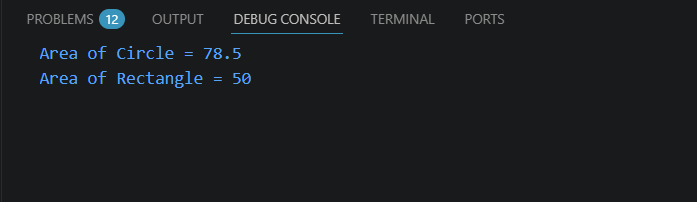 PROBLEMS 12 OUTPUT DEBUG CONSOLE TERMINAL PORTS
Area of Circle = 78.5
Area of Rectangle = 50